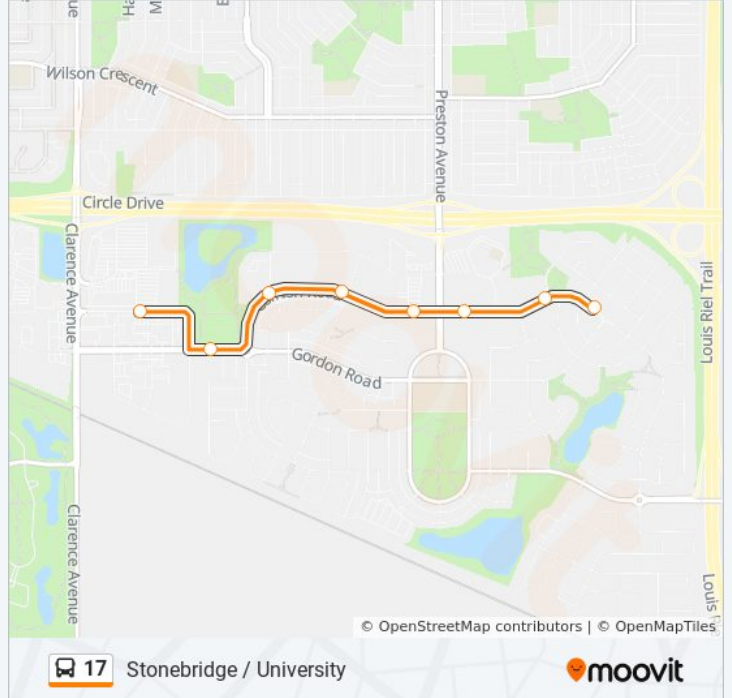 Wilson Crescent
Preston Avenue
Circle Drive
Clarence Avenue
Louis Riel Trail
Gordon Road
Clarence Avenue
Louis
© OpenStreetMap contributors | © OpenMapTiles
17 Stonebridge / University
moovit